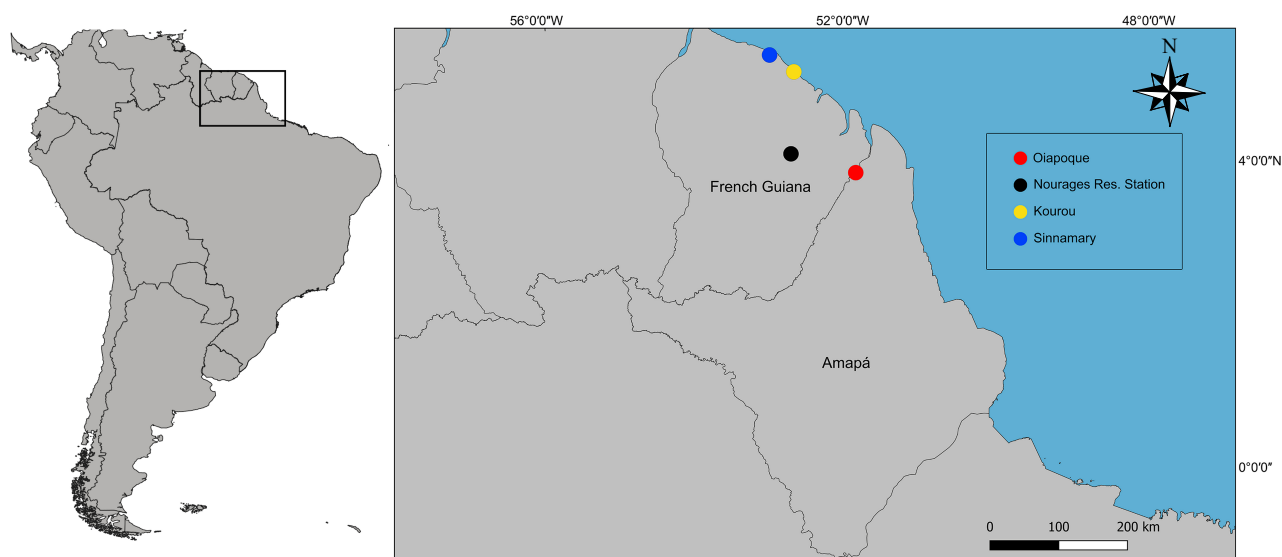 56°0′0″W
52°0′0″W
48°0′0″W
N
Oiapoque
4°0′0″N
Nourages Res. Station
French Guiana
Kourou
Sinnamary
Amapá
0°0′0″
0 100 200 km